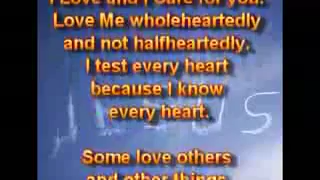 I Love and I Care for you.
Love Me wholeheartedly
and not halfheartedly.
I test every heart
because I know
every heart.
Some love others
and other things
JESUS